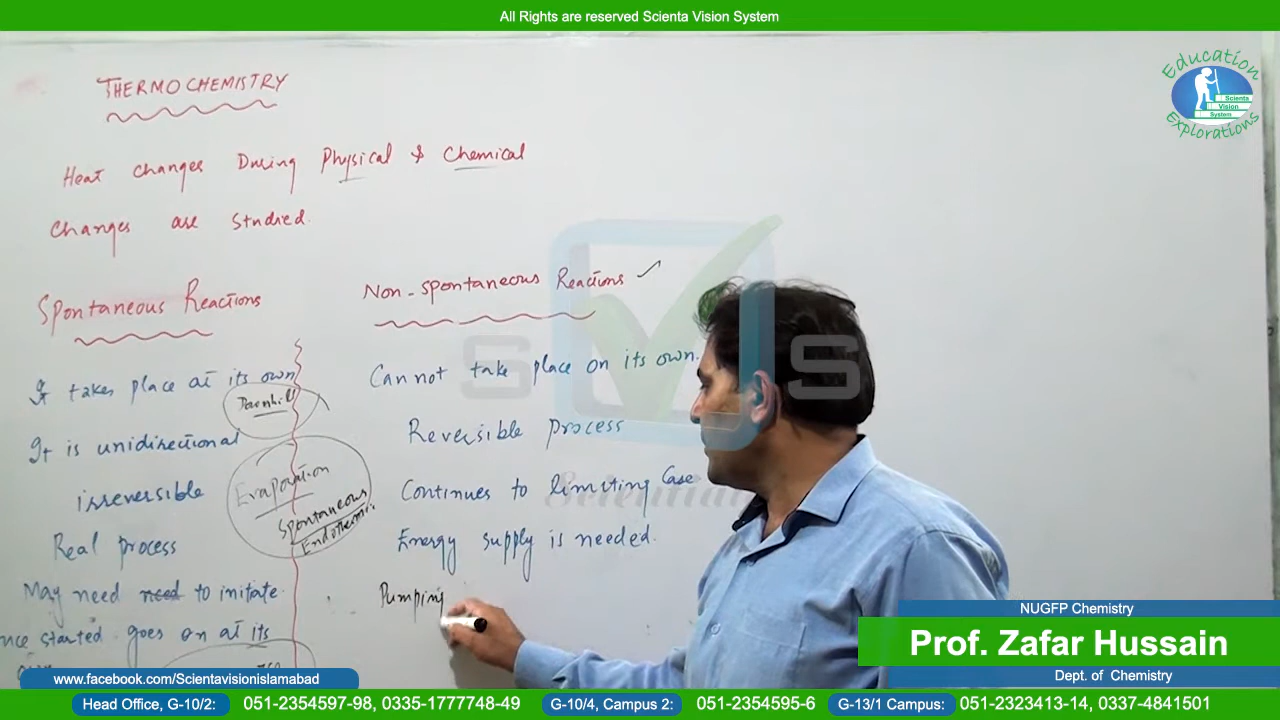 All Rights are reserved Scienta Vision System
Education
Scienta
Vision
System
Explorations
THERMOCHEMISTRY
Heat changes During Physical & Chemical
Changes are studied.
Spontaneous Reactions
It takes place at its own
Downhill
It is unidirectional
irreversible
Evaporation
Spontaneous
Endothermic
Real process
May need need to initate
nce started goes on at its
Non-spontaneous Reactions
Cannot take place on its own.
Reversible process
Continues to limiting Case
Energy supply is needed.
Pumping
S S
NUGFP Chemistry
Prof. Zafar Hussain
Dept. of Chemistry
www.facebook.com/Scientavisionislamabad
Head Office, G-10/2: 051-2354597-98, 0335-1777748-49 G-10/4, Campus 2: 051-2354595-6 G-13/1 Campus: 051-2323413-14, 0337-4841501